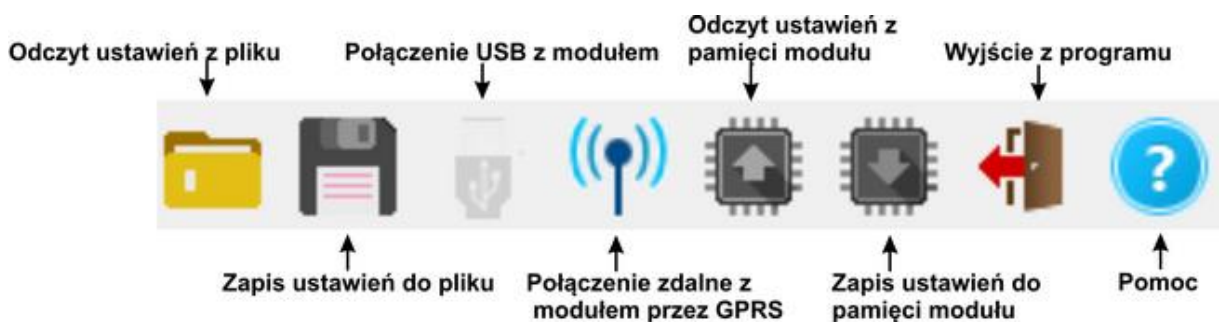 Odczyt ustawień z pliku
Połączenie USB z modułem
Odczyt ustawień z
pamięci modułu
Wyjście z programu
?
Zapis ustawień do pliku
Połączenie zdalne z
modułem przez GPRS
Zapis ustawień do
pamięci modułu
Pomoc